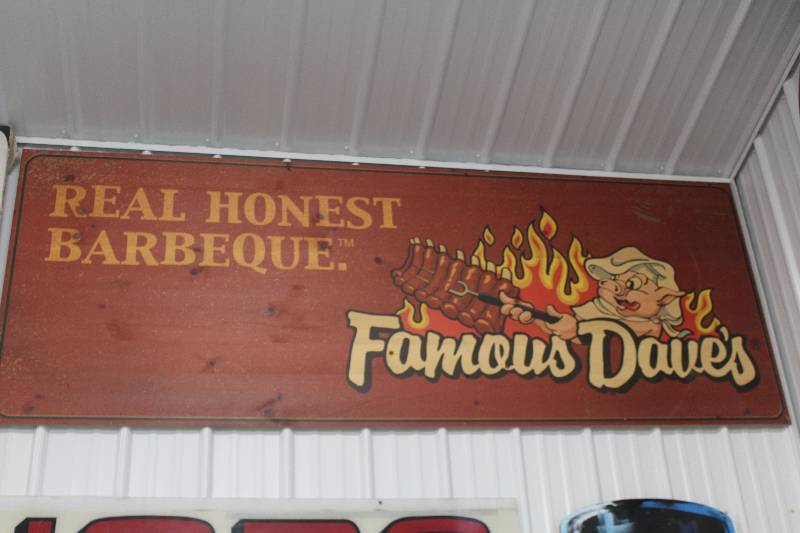 REAL HONEST
BARBEQUE.™
Famous Dave's